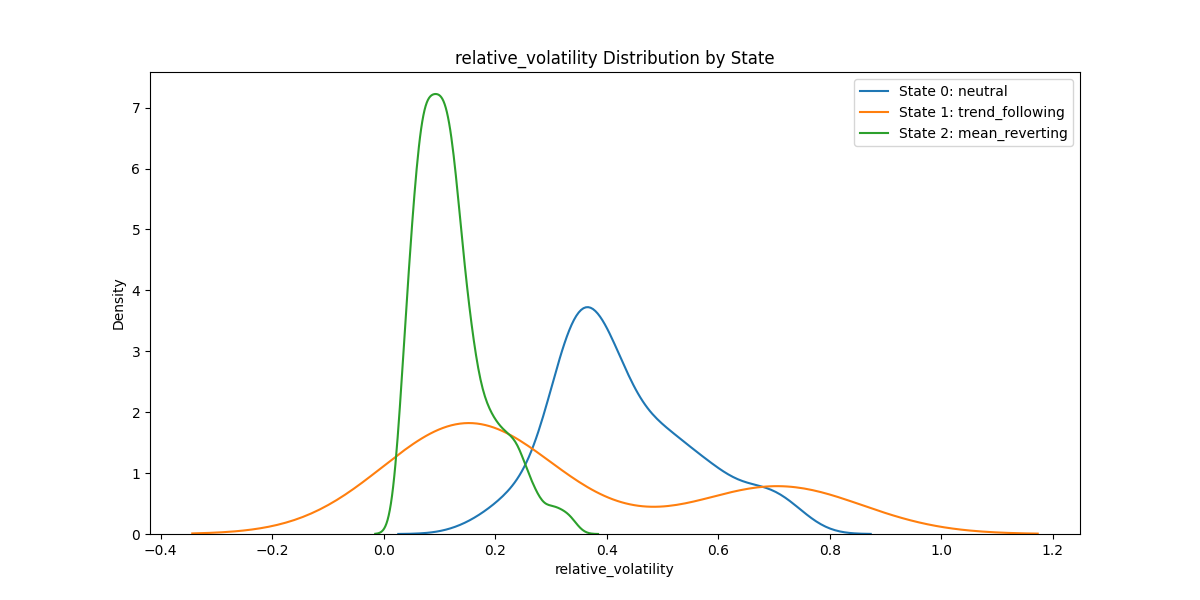 relative_volatility Distribution by State
State 0: neutral
State 1: trend_following
State 2: mean_reverting
7
6
5
4
3
2
1
0
Density
−0.4 −0.2 0.0 0.2 0.4 0.6 0.8 1.0 1.2
relative_volatility